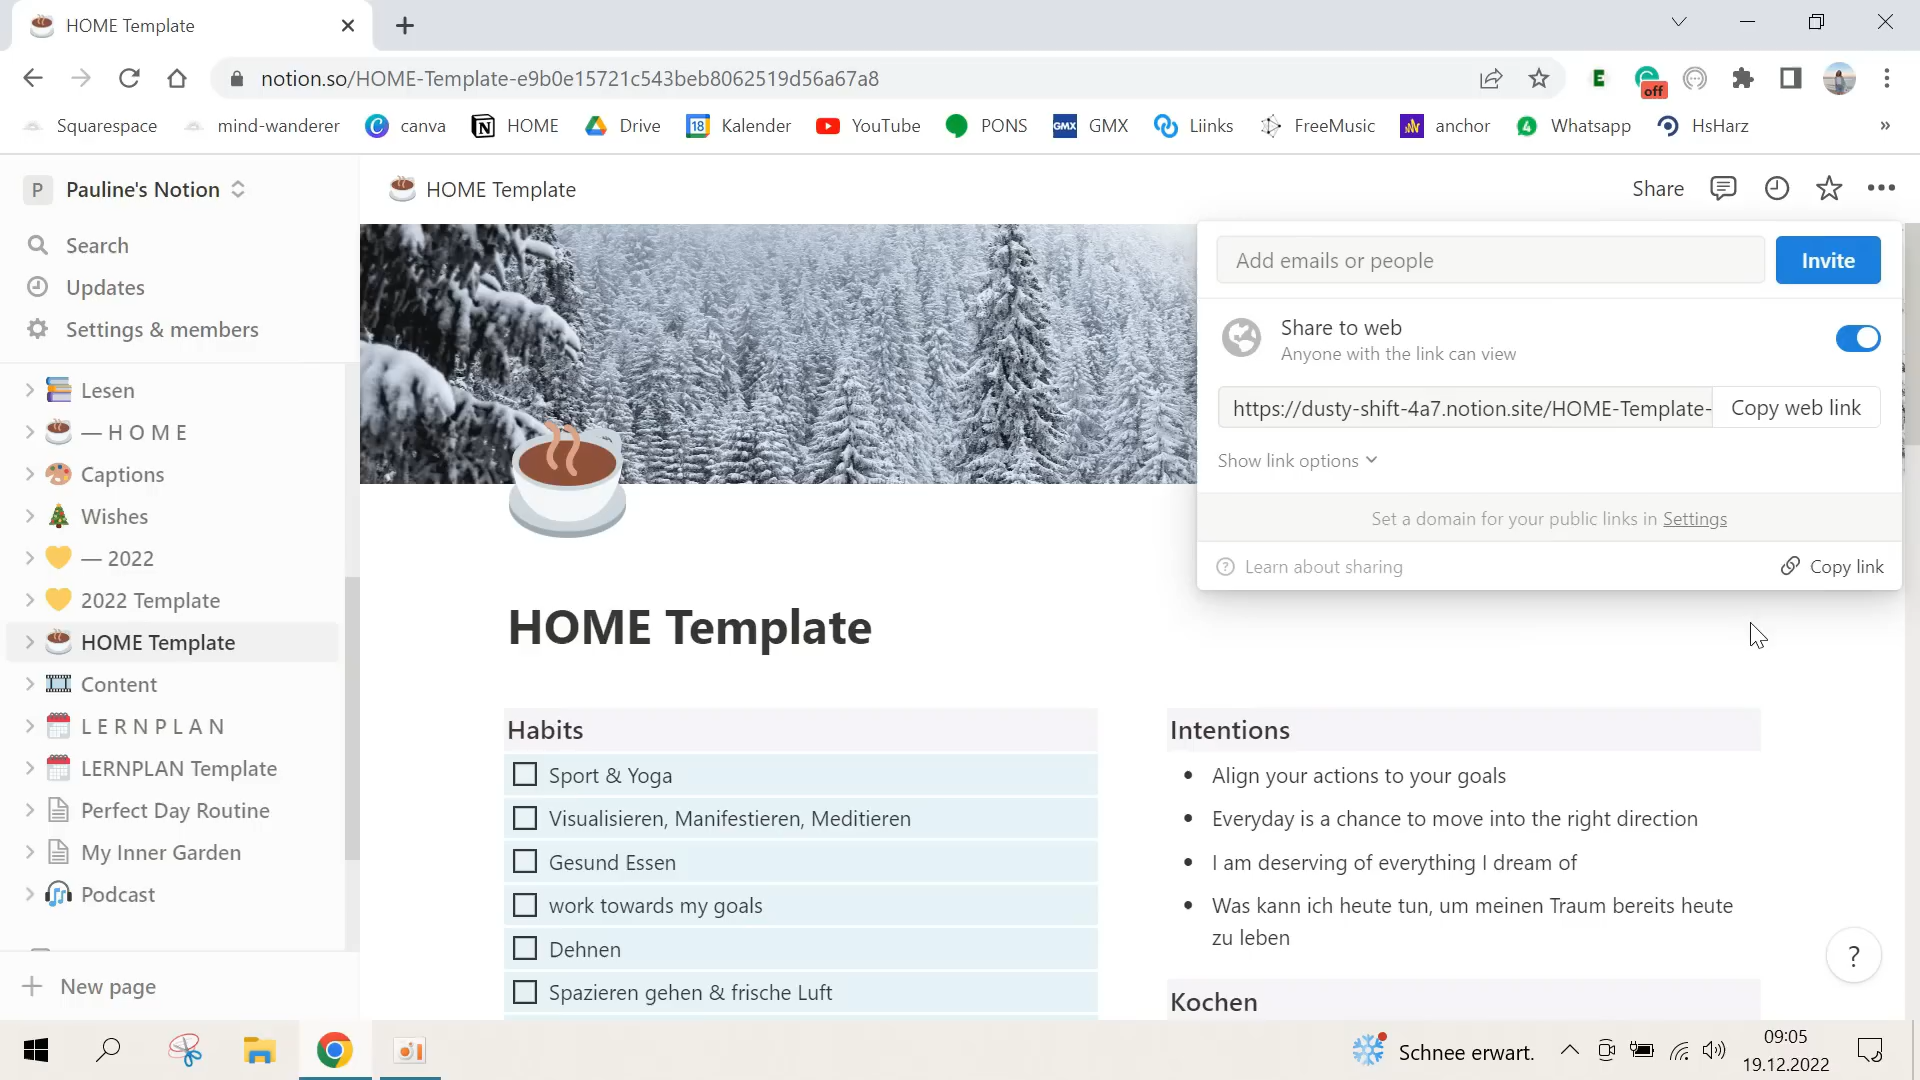 HOME Template
notion.so/HOME-Template-e9b0e15721c543beb8062519d56a67a8
E
off
Squarespace
mind-wanderer
canva
HOME
Drive
18
Kalender
YouTube
PONS
GMX
GMX
Liinks
FreeMusic
anchor
4
Whatsapp
HsHarz
»
P
Pauline's Notion
HOME Template
Share
Search
Updates
Settings & members
Lesen
— H O M E
Captions
Wishes
— 2022
2022 Template
HOME Template
Content
L E R N P L A N
LERNPLAN Template
Perfect Day Routine
My Inner Garden
Podcast
New page
Add emails or people
Invite
Share to web
Anyone with the link can view
https://dusty-shift-4a7.notion.site/HOME-Template-
Copy web link
Show link options
Set a domain for your public links in Settings
Learn about sharing
Copy link
HOME Template
Habits
Sport & Yoga
Visualisieren, Manifestieren, Meditieren
Gesund Essen
work towards my goals
Dehnen
Spazieren gehen & frische Luft
Intentions
• Align your actions to your goals
• Everyday is a chance to move into the right direction
• I am deserving of everything I dream of
• Was kann ich heute tun, um meinen Traum bereits heute
zu leben
Kochen
?
Schnee erwart.
09:05
19.12.2022